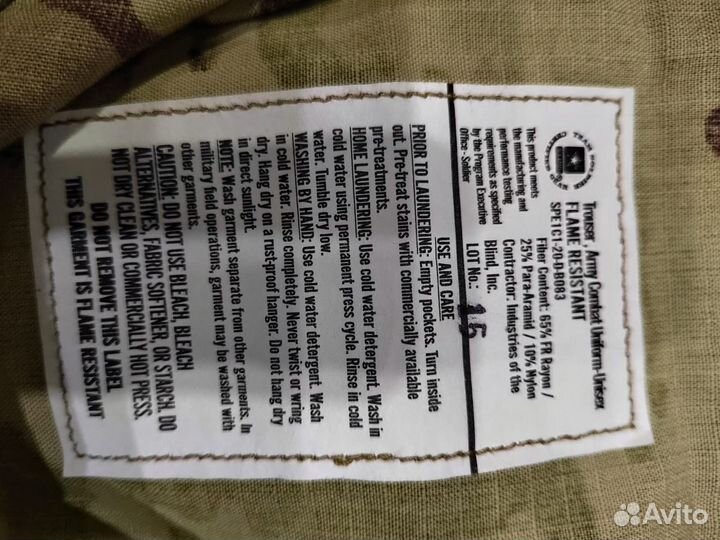 Trouser, Army Combat Uniform-Unisex
FLAME RESISTANT
SPE1C1-20-D-B083
This product meets
the manufacturing and
performance testing
requirements as specified
by the Program Executive
Office - Soldier
Fiber Content: 65% FR Rayon /
25% Para-Aramid / 10% Nylon
Contractor: Industries of the
Blind, Inc.
LOT No.: 15
USE AND CARE
PRIOR TO LAUNDERING: Empty pockets. Turn inside
out. Pre-treat stains with commercially available
pre-treatments.
HOME LAUNDERING: Use cold water detergent. Wash in
cold water using permanent press cycle. Rinse in cold
water. Tumble dry low.
WASHING BY HAND: Use cold water detergent. Wash
in cold water. Rinse completely. Never twist or wring
dry. Hang dry on a rust-proof hanger. Do not hang dry
in direct sunlight.
NOTE: Wash garment separate from other garments. In
military field operations, garment may be washed with
other garments.
CAUTION: DO NOT USE BLEACH, BLEACH
ALTERNATIVES, FABRIC SOFTENER, OR STARCH. DO
NOT DRY CLEAN OR COMMERCIALLY HOT PRESS.
DO NOT REMOVE THIS LABEL
THIS GARMENT IS FLAME RESISTANT
Avito